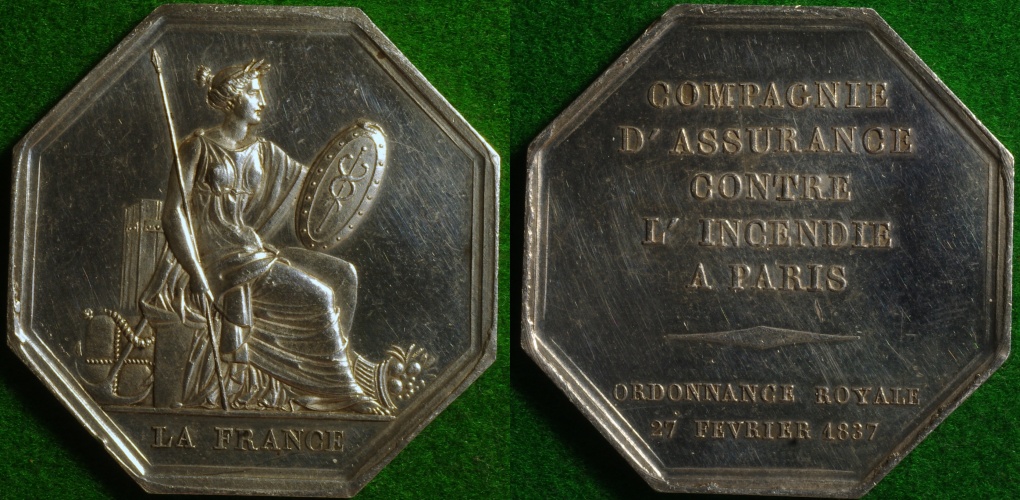 LA FRANCE
COMPAGNIE
D' ASSURANCE
CONTRE
L' INCENDIE
A PARIS
ORDONNANCE ROYALE
27 FEVRIER 1837